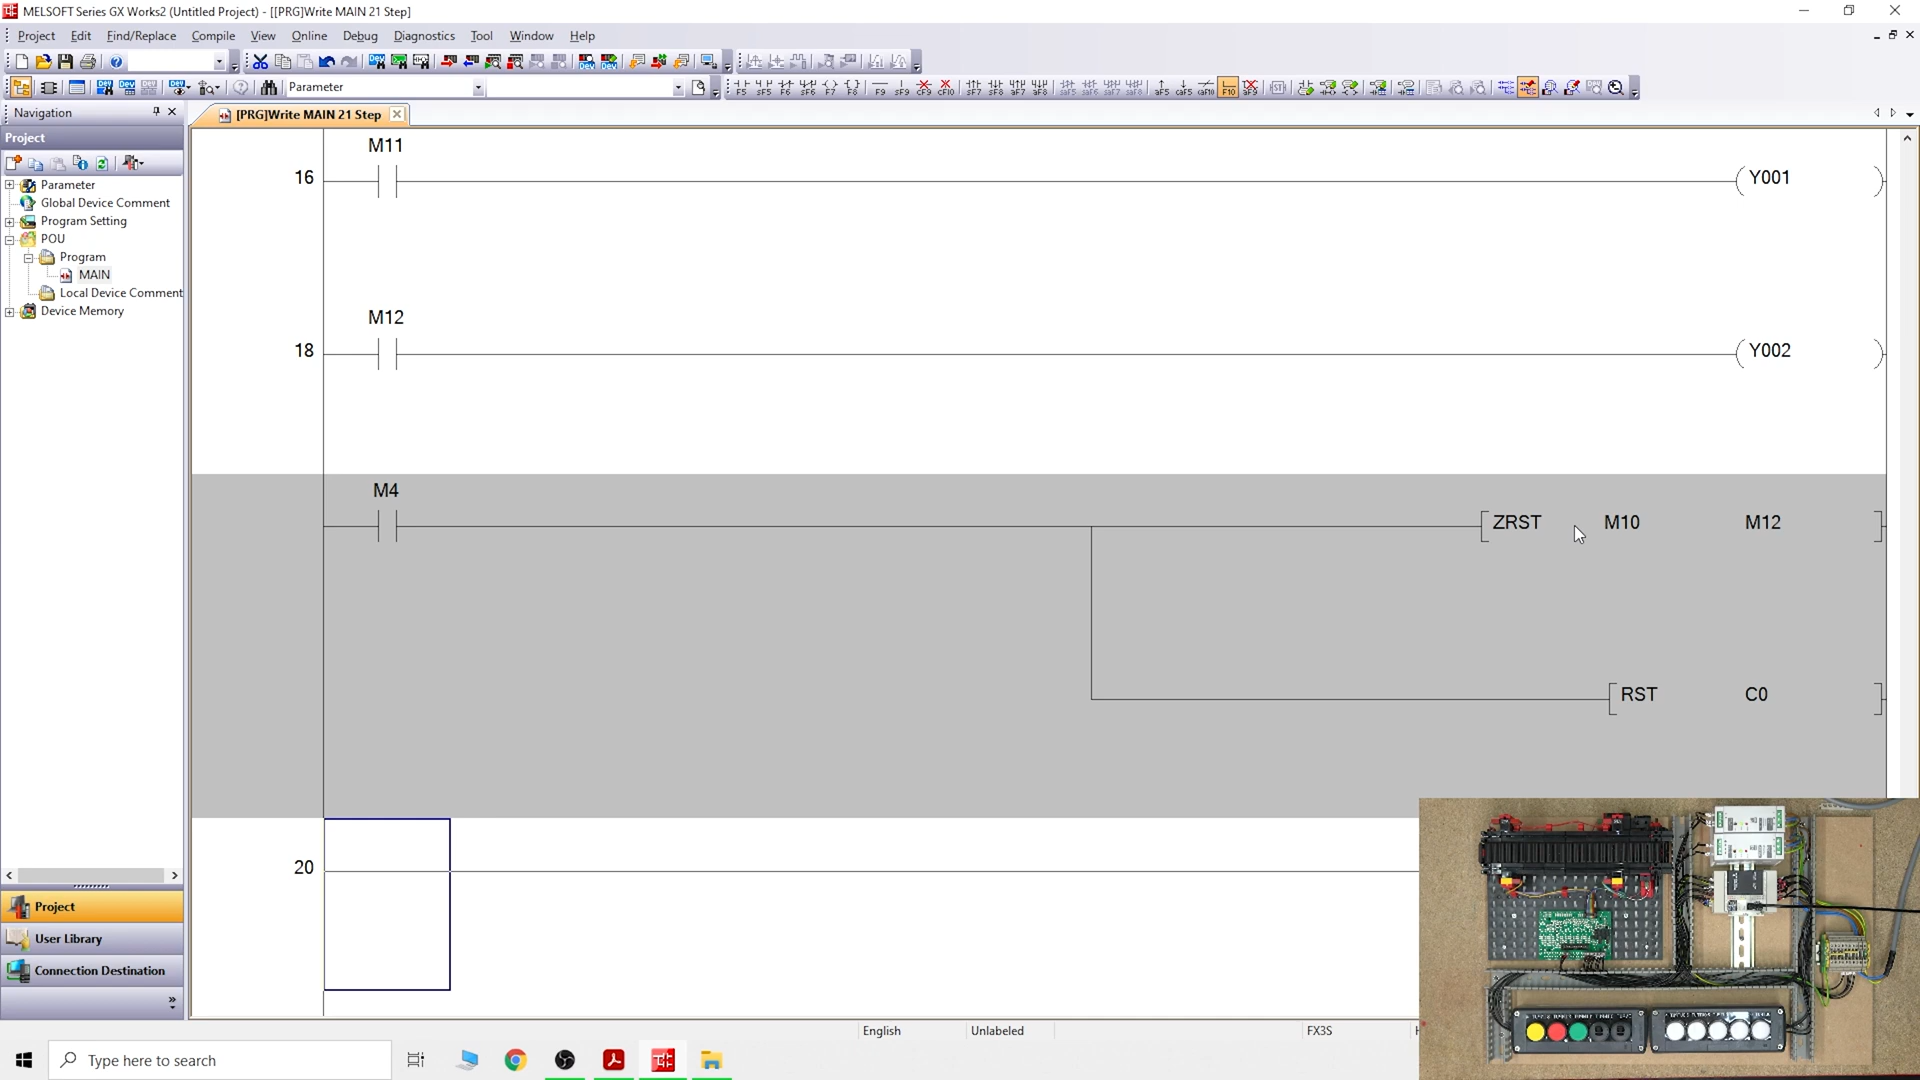 MELSOFT Series GX Works2 (Untitled Project) - [[PRG]Write MAIN 21 Step]
Project Edit Find/Replace Compile View Online Debug Diagnostics Tool Window Help
Parameter
Navigation
[PRG]Write MAIN 21 Step
Project
Parameter
Global Device Comment
Program Setting
POU
Program
MAIN
Local Device Comment
Device Memory
M11
16
Y001
M12
18
Y002
M4
ZRST M10 M12
RST C0
20
Project
User Library
Connection Destination
English Unlabeled FX3S
Type here to search